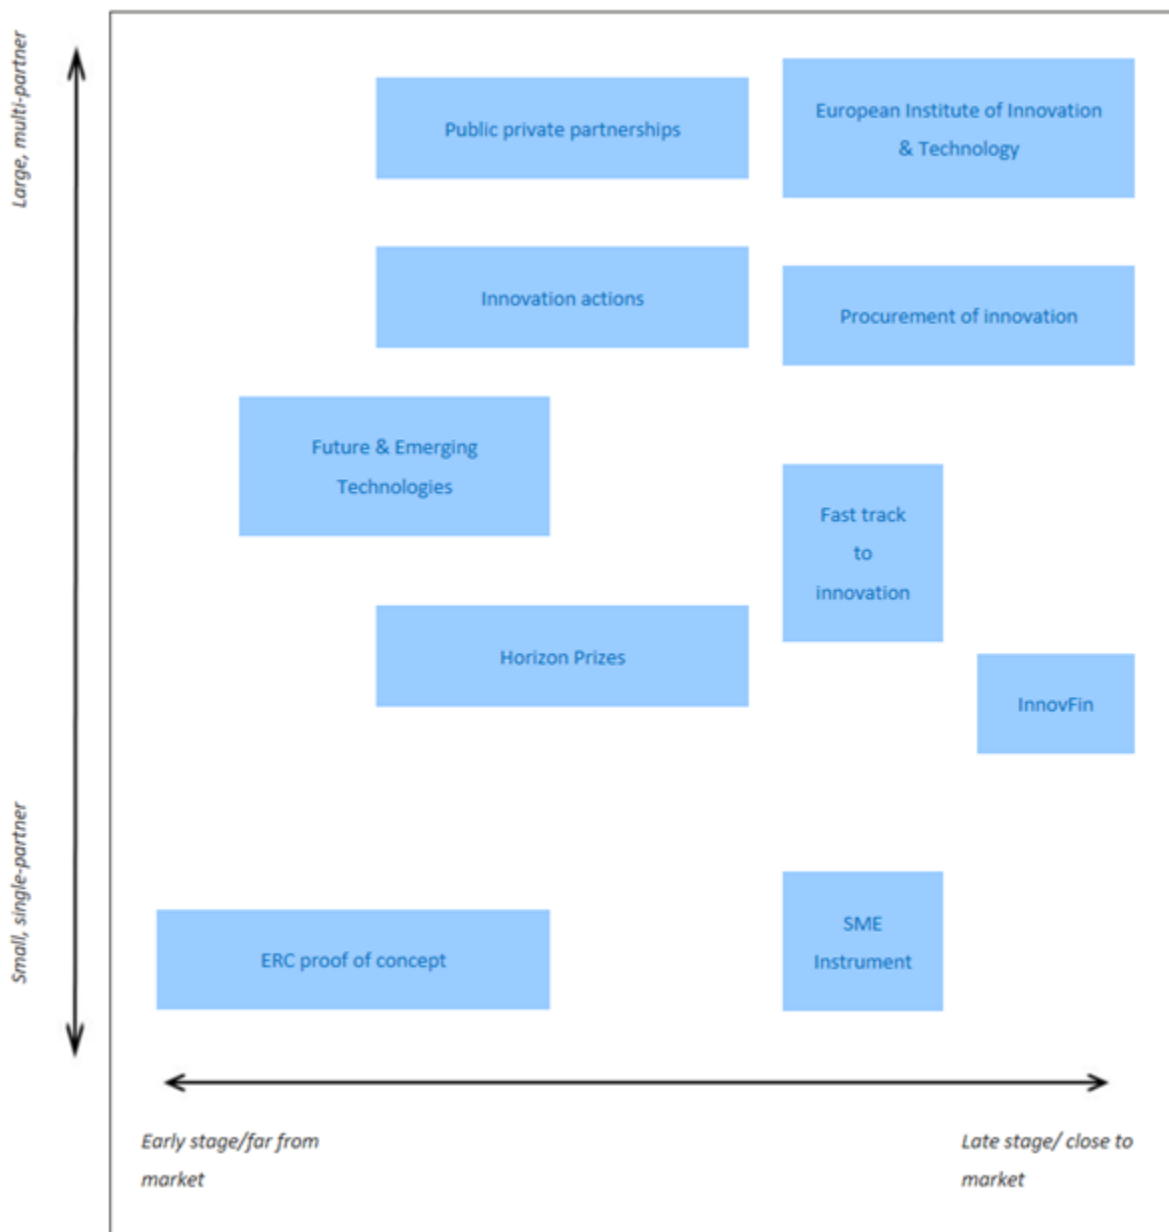 Large, multi-partner
Public private partnerships
European Institute of Innovation
& Technology
Innovation actions
Procurement of innovation
Future & Emerging
Technologies
Fast track
to
innovation
Horizon Prizes
InnovFin
Small, single-partner
ERC proof of concept
SME
Instrument
Early stage/far from
market
Late stage/ close to
market